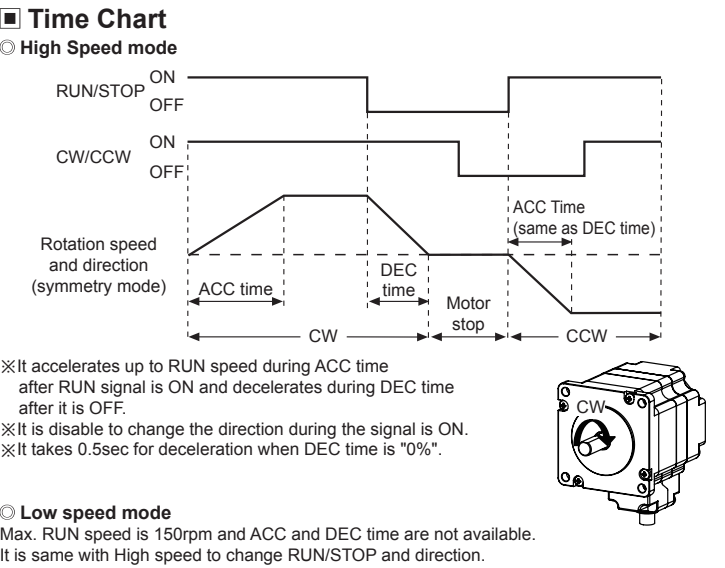 ▣ Time Chart
◎ High Speed mode
RUN/STOP
ON
OFF
CW/CCW
ON
OFF
Rotation speed
and direction
(symmetry mode)
ACC time
DEC
time
Motor
stop
ACC Time
(same as DEC time)
CW
CCW
※It accelerates up to RUN speed during ACC time
after RUN signal is ON and decelerates during DEC time
after it is OFF.
※It is disable to change the direction during the signal is ON.
※It takes 0.5sec for deceleration when DEC time is "0%".
CW
◎ Low speed mode
Max. RUN speed is 150rpm and ACC and DEC time are not available.
It is same with High speed to change RUN/STOP and direction.